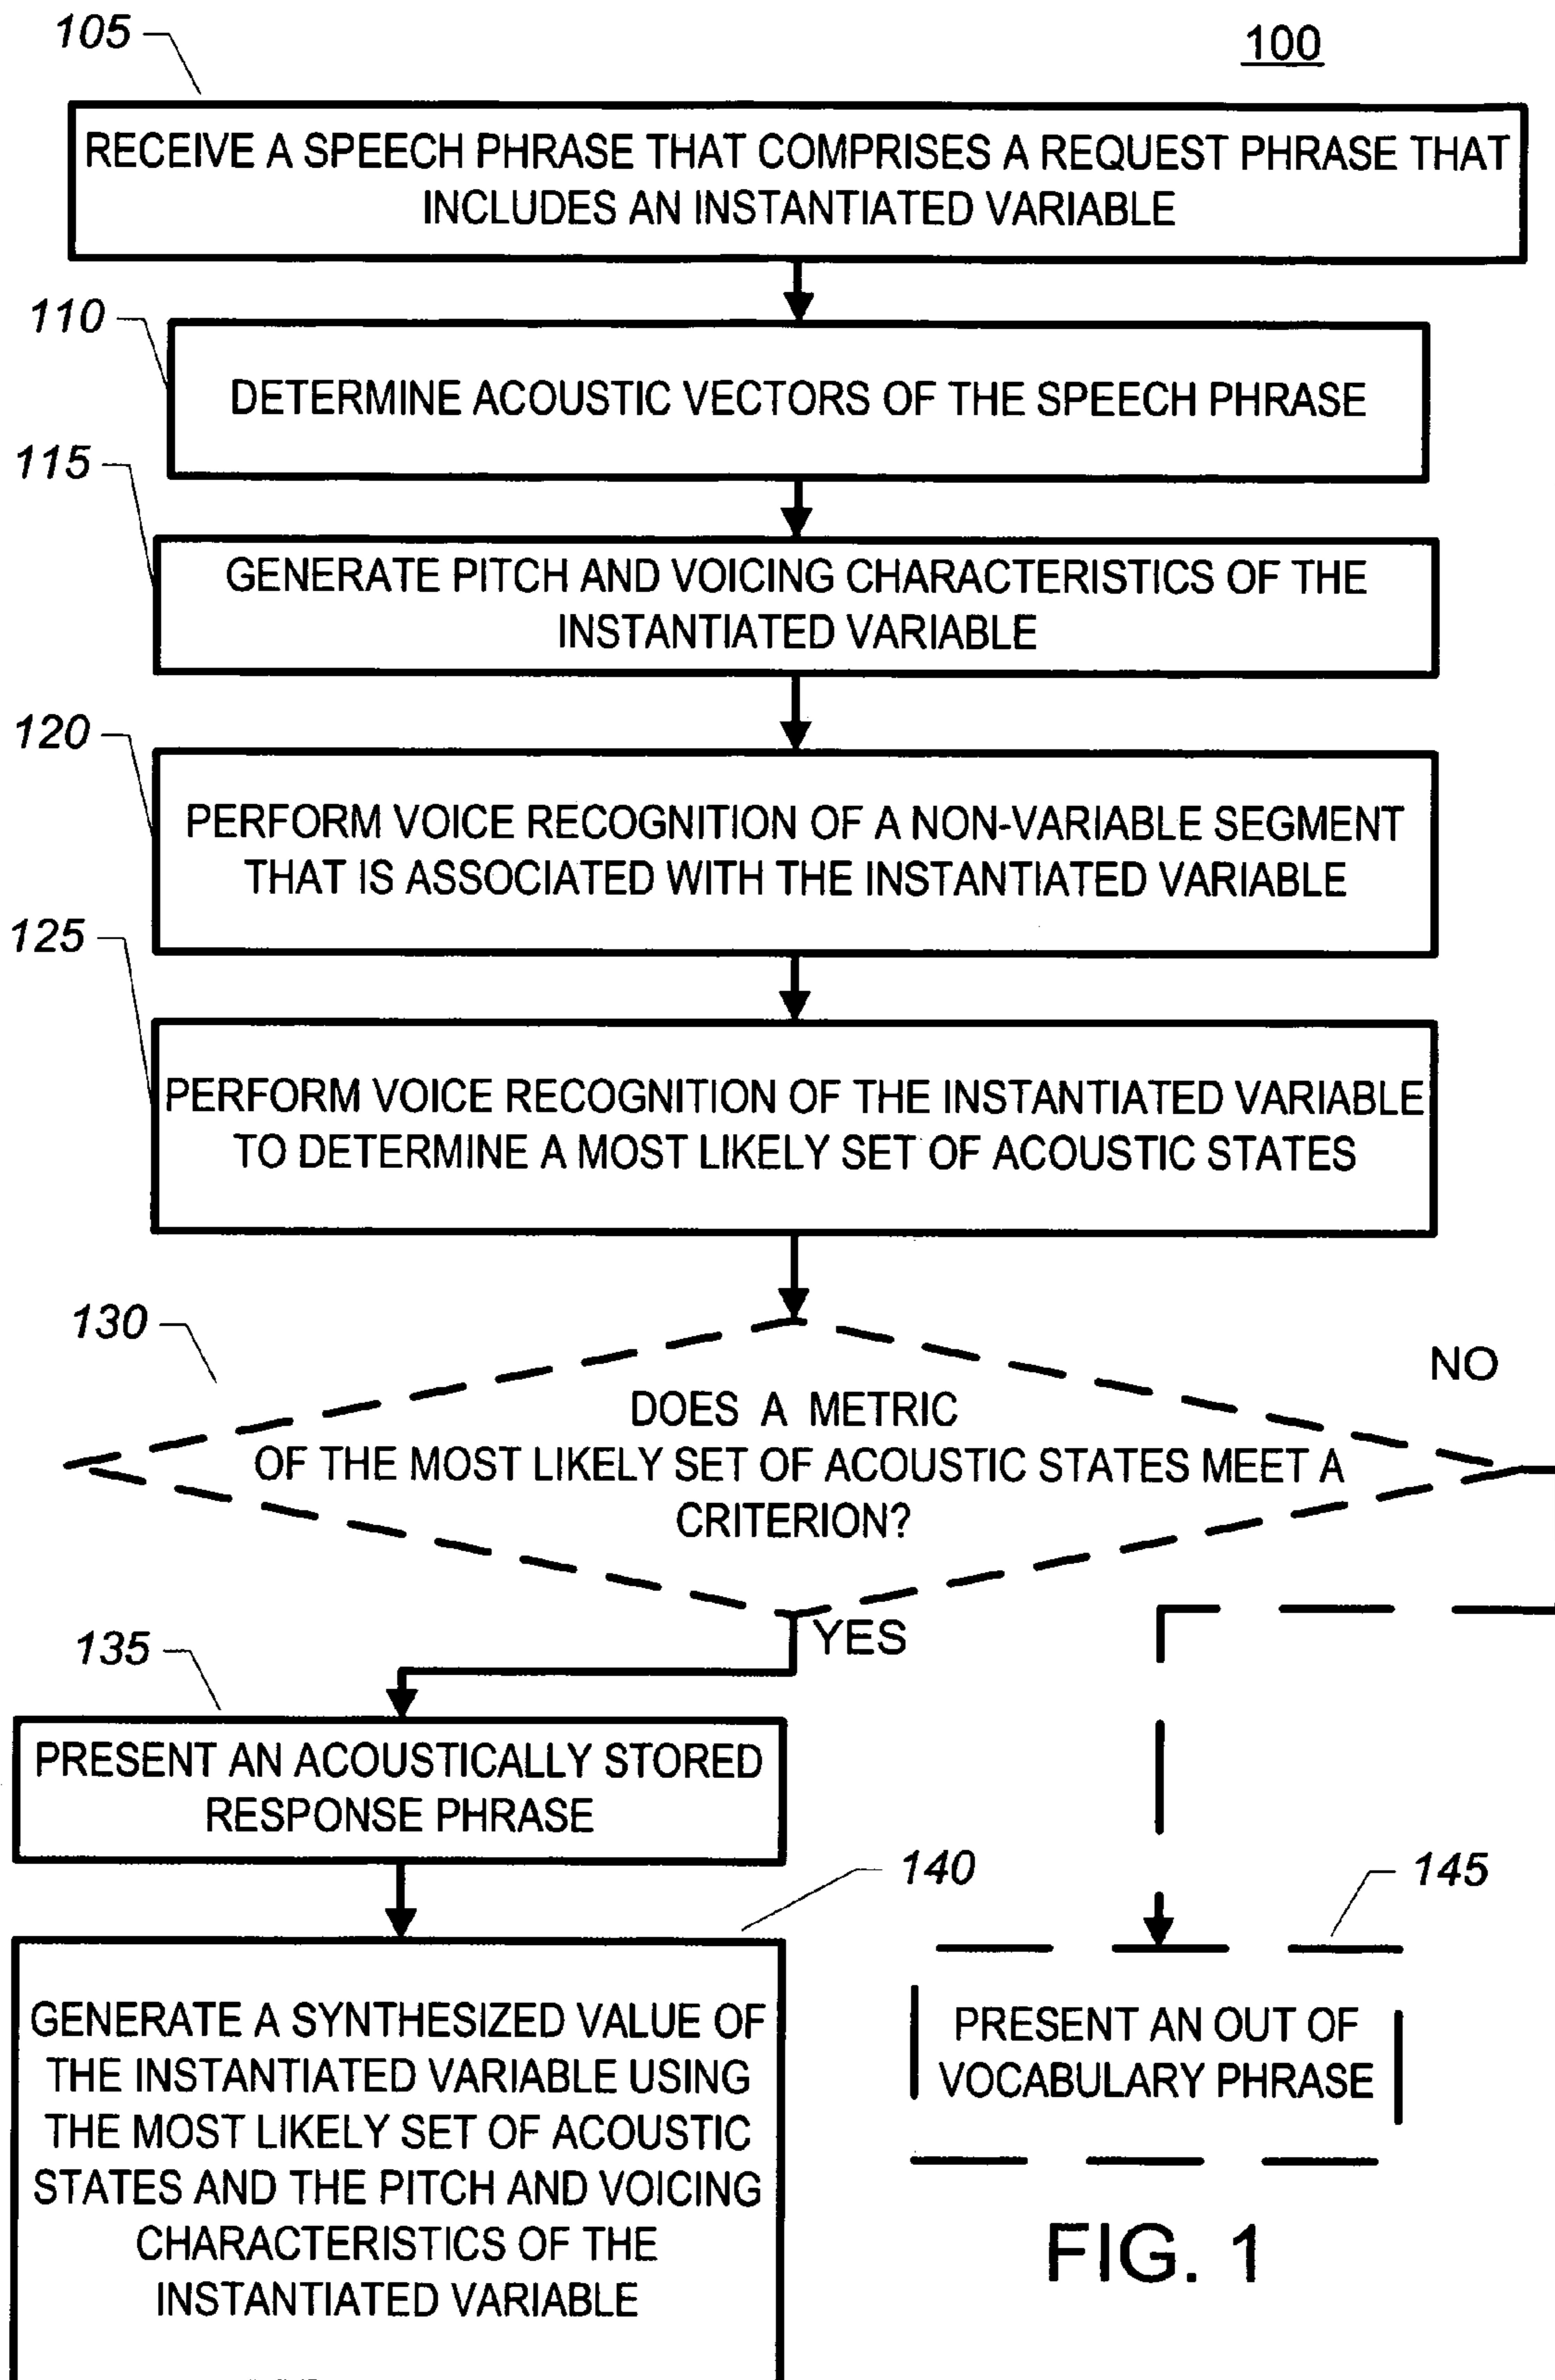 105
100
RECEIVE A SPEECH PHRASE THAT COMPRISES A REQUEST PHRASE THAT
INCLUDES AN INSTANTIATED VARIABLE
110
DETERMINE ACOUSTIC VECTORS OF THE SPEECH PHRASE
115
GENERATE PITCH AND VOICING CHARACTERISTICS OF THE
INSTANTIATED VARIABLE
120
PERFORM VOICE RECOGNITION OF A NON-VARIABLE SEGMENT
THAT IS ASSOCIATED WITH THE INSTANTIATED VARIABLE
125
PERFORM VOICE RECOGNITION OF THE INSTANTIATED VARIABLE
TO DETERMINE A MOST LIKELY SET OF ACOUSTIC STATES
130
NO
DOES A METRIC
OF THE MOST LIKELY SET OF ACOUSTIC STATES MEET A
CRITERION?
YES
135
PRESENT AN ACOUSTICALLY STORED
RESPONSE PHRASE
140
GENERATE A SYNTHESIZED VALUE OF
THE INSTANTIATED VARIABLE USING
THE MOST LIKELY SET OF ACOUSTIC
STATES AND THE PITCH AND VOICING
CHARACTERISTICS OF THE
INSTANTIATED VARIABLE
145
PRESENT AN OUT OF
VOCABULARY PHRASE
FIG. 1